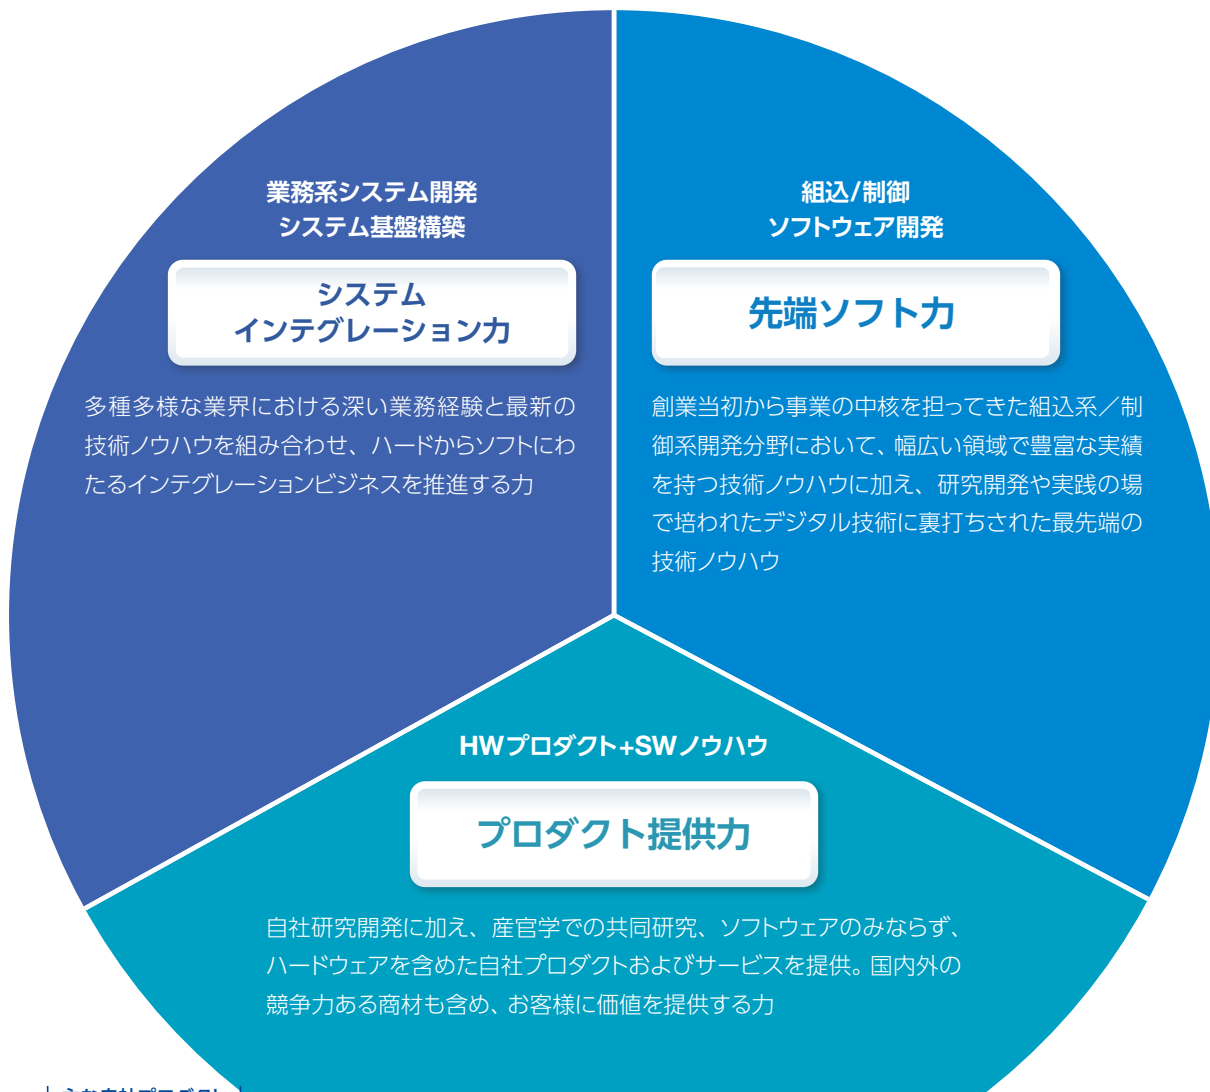 業務系システム開発
システム基盤構築
システム
インテグレーション力
多種多様な業界における深い業務経験と最新の
技術ノウハウを組み合わせ、ハードからソフトにわ
たるインテグレーションビジネスを推進する力
組込/制御
ソフトウェア開発
先端ソフト力
創業当初から事業の中核を担ってきた組込系／制
御系開発分野において、幅広い領域で豊富な実績
を持つ技術ノウハウに加え、研究開発や実践の場
で培われたデジタル技術に裏打ちされた最先端の
技術ノウハウ
HWプロダクト+SWノウハウ
プロダクト提供力
自社研究開発に加え、産官学での共同研究、ソフトウェアのみならず、
ハードウェアを含めた自社プロダクトおよびサービスを提供。国内外の
競争力ある商材も含め、お客様に価値を提供する力